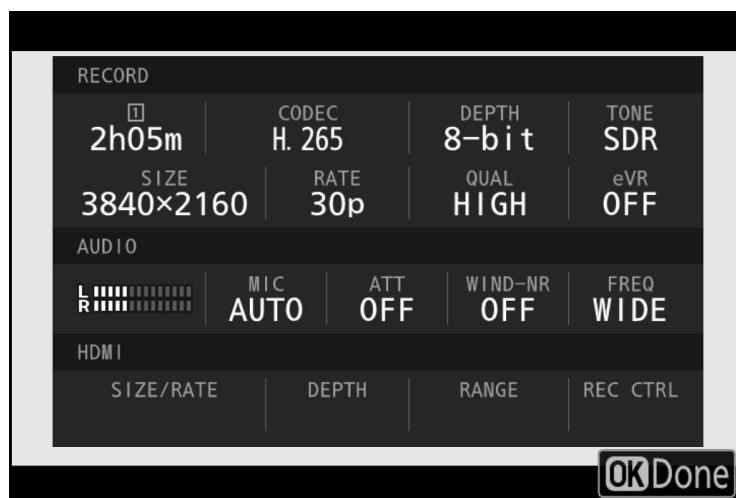 RECORD
1 CODEC DEPTH TONE
2h05m H.265 8-bit SDR
SIZE RATE QUAL eVR
3840×2160 30p HIGH OFF
AUDIO
L MIC ATT WIND-NR FREQ
R AUTO OFF OFF WIDE
HDMI
SIZE/RATE DEPTH RANGE REC CTRL
OK Done